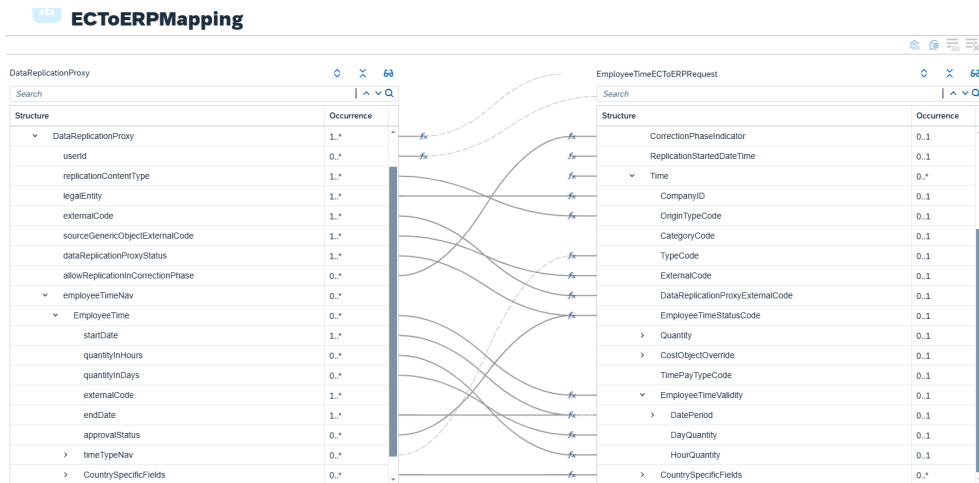 ECToERPMapping
DataReplicationProxy
Search
Structure Occurrence
DataReplicationProxy 1..*
userId 0..*
replicationContentType 1..*
legalEntity 1..*
externalCode 1..*
sourceGenericObjectExternalCode 1..*
dataReplicationProxyStatus 1..*
allowReplicationInCorrectionPhase 0..*
employeeTimeNav 0..*
EmployeeTime 0..*
startDate 1..*
quantityInHours 0..*
quantityInDays 0..*
externalCode 1..*
endDate 1..*
approvalStatus 0..*
timeTypeNav 0..*
CountrySpecificFields 0..*
EmployeeTimeECToERPRequest
Search
Structure Occurrence
CorrectionPhaseIndicator 0..1
ReplicationStartedDateTime 0..1
Time 0..*
CompanyID 0..1
OriginTypeCode 0..1
CategoryCode 0..1
TypeCode 0..1
ExternalCode 0..1
DataReplicationProxyExternalCode 0..1
EmployeeTimeStatusCode 0..1
Quantity 0..1
CostObjectOverride 0..1
TimePayTypeCode 0..1
EmployeeTimeValidity 0..1
DatePeriod 0..1
DayQuantity 0..1
HourQuantity 0..1
CountrySpecificFields 0..*